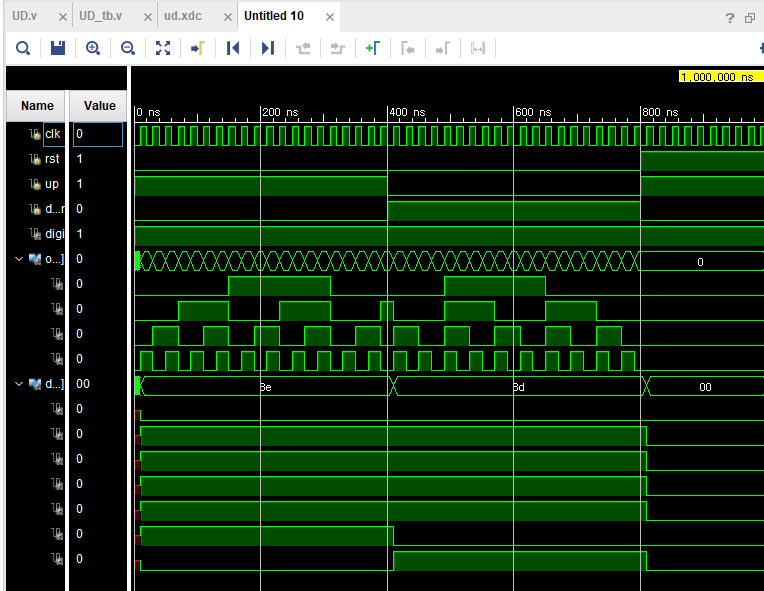 UD.v × UD_tb.v × ud.xdc × Untitled 10 ×
?
1,000,000 ns
Name Value
0 ns 200 ns 400 ns 600 ns 800 ns
clk 0
rst 1
up 1
d...r 0
digi 1
o...] 0 0
0
0
0
0
d...] 00 3e 3d 00
0
0
0
0
0
0
0